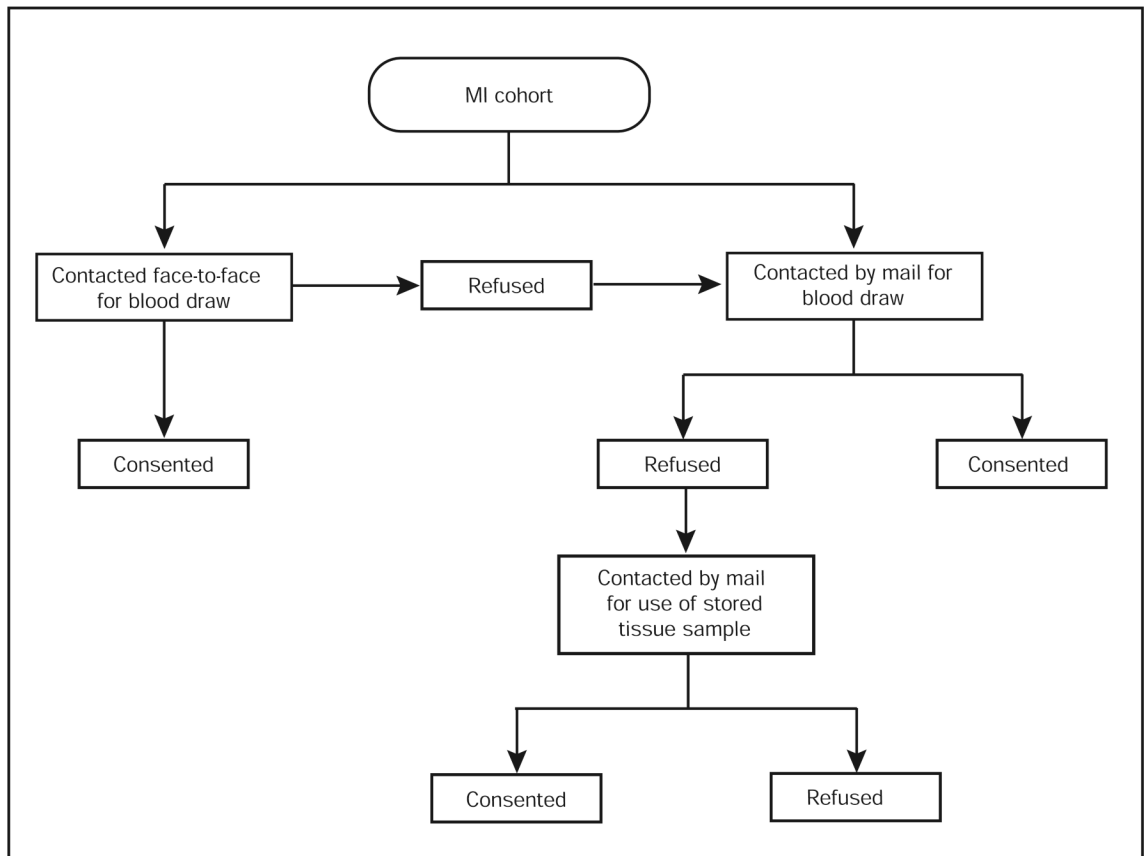 MI cohort
Contacted face-to-face
for blood draw
Refused
Contacted by mail for
blood draw
Consented
Refused
Consented
Contacted by mail
for use of stored
tissue sample
Consented
Refused